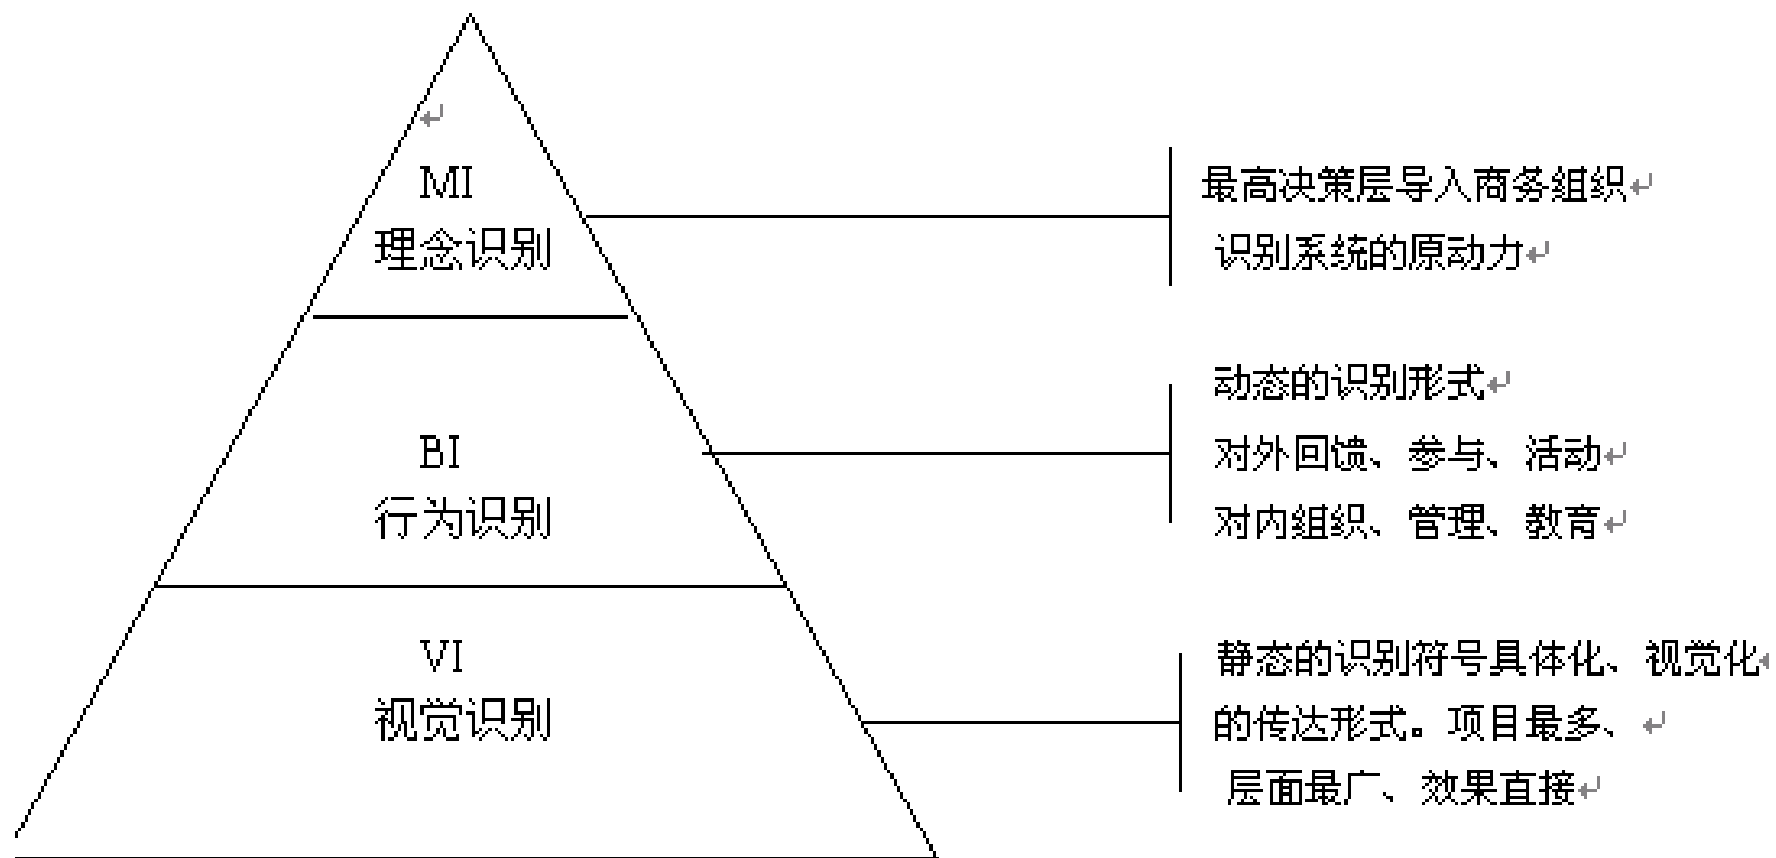 MI
理念识别
最高决策层导入商务组织
识别系统的原动力
BI
行为识别
动态的识别形式
对外回馈、参与、活动
对内组织、管理、教育
VI
视觉识别
静态的识别符号具体化、视觉化
的传达形式。项目最多、
层面最广、效果直接